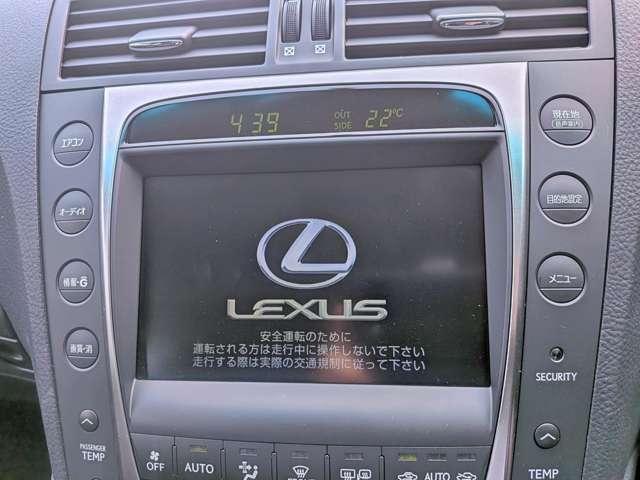 4:39 OUT SIDE 22°C
エアコン
オーディオ
情報・G
画質・消
現在地
(音声案内)
目的地設定
メニュー
LEXUS
安全運転のために
運転される方は走行中に操作しないで下さい
走行する際は実際の交通規制に従って下さい
SECURITY
PASSENGER
TEMP
TEMP
OFF
AUTO
AUTO